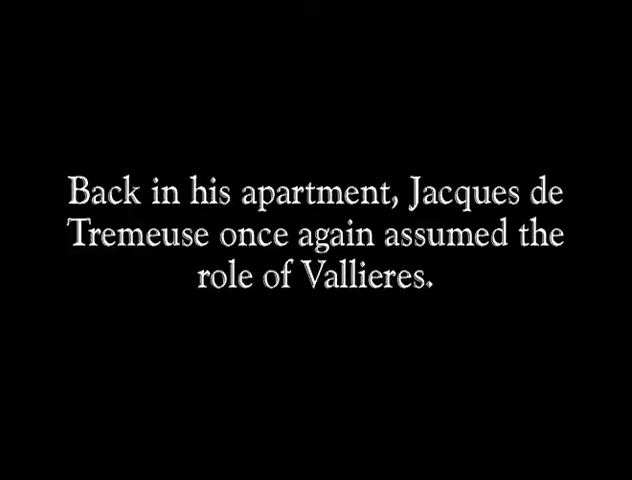 Back in his apartment, Jacques de
Tremeuse once again assumed the
role of Vallieres.